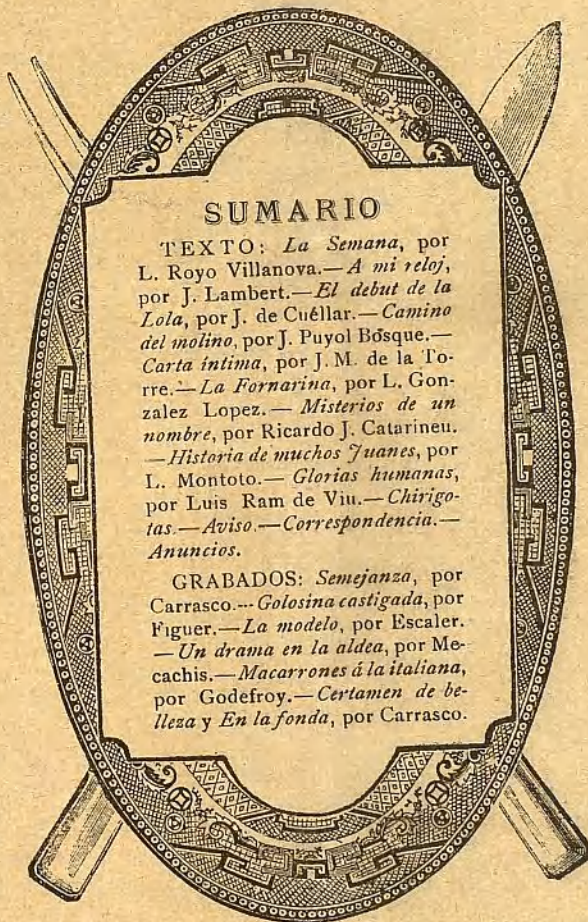 SUMARIO
TEXTO: La Semana, por
L. Royo Villanova.—A mi reloj,
por J. Lambert.—El debut de la
Lola, por J. de Cuéllar.—Camino
del molino, por J. Puyol Bosque.—
Carta íntima, por J. M. de la To-
rre.—La Fornarina, por L. Gon-
zalez Lopez.—Misterios de un
nombre, por Ricardo J. Catarineu.
—Historia de muchos Juanes, por
L. Montoto.—Glorias humanas,
por Luis Ram de Viu.—Chirigo-
tas.—Aviso.—Correspondencia.—
Anuncios.
GRABADOS: Semejanza, por
Carrasco.--Golosina castigada, por
Figuer.—La modelo, por Escaler.
—Un drama en la aldea, por Me-
cachis.—Macarrones á la italiana,
por Godefroy.—Certamen de be-
lleza y En la fonda, por Carrasco.